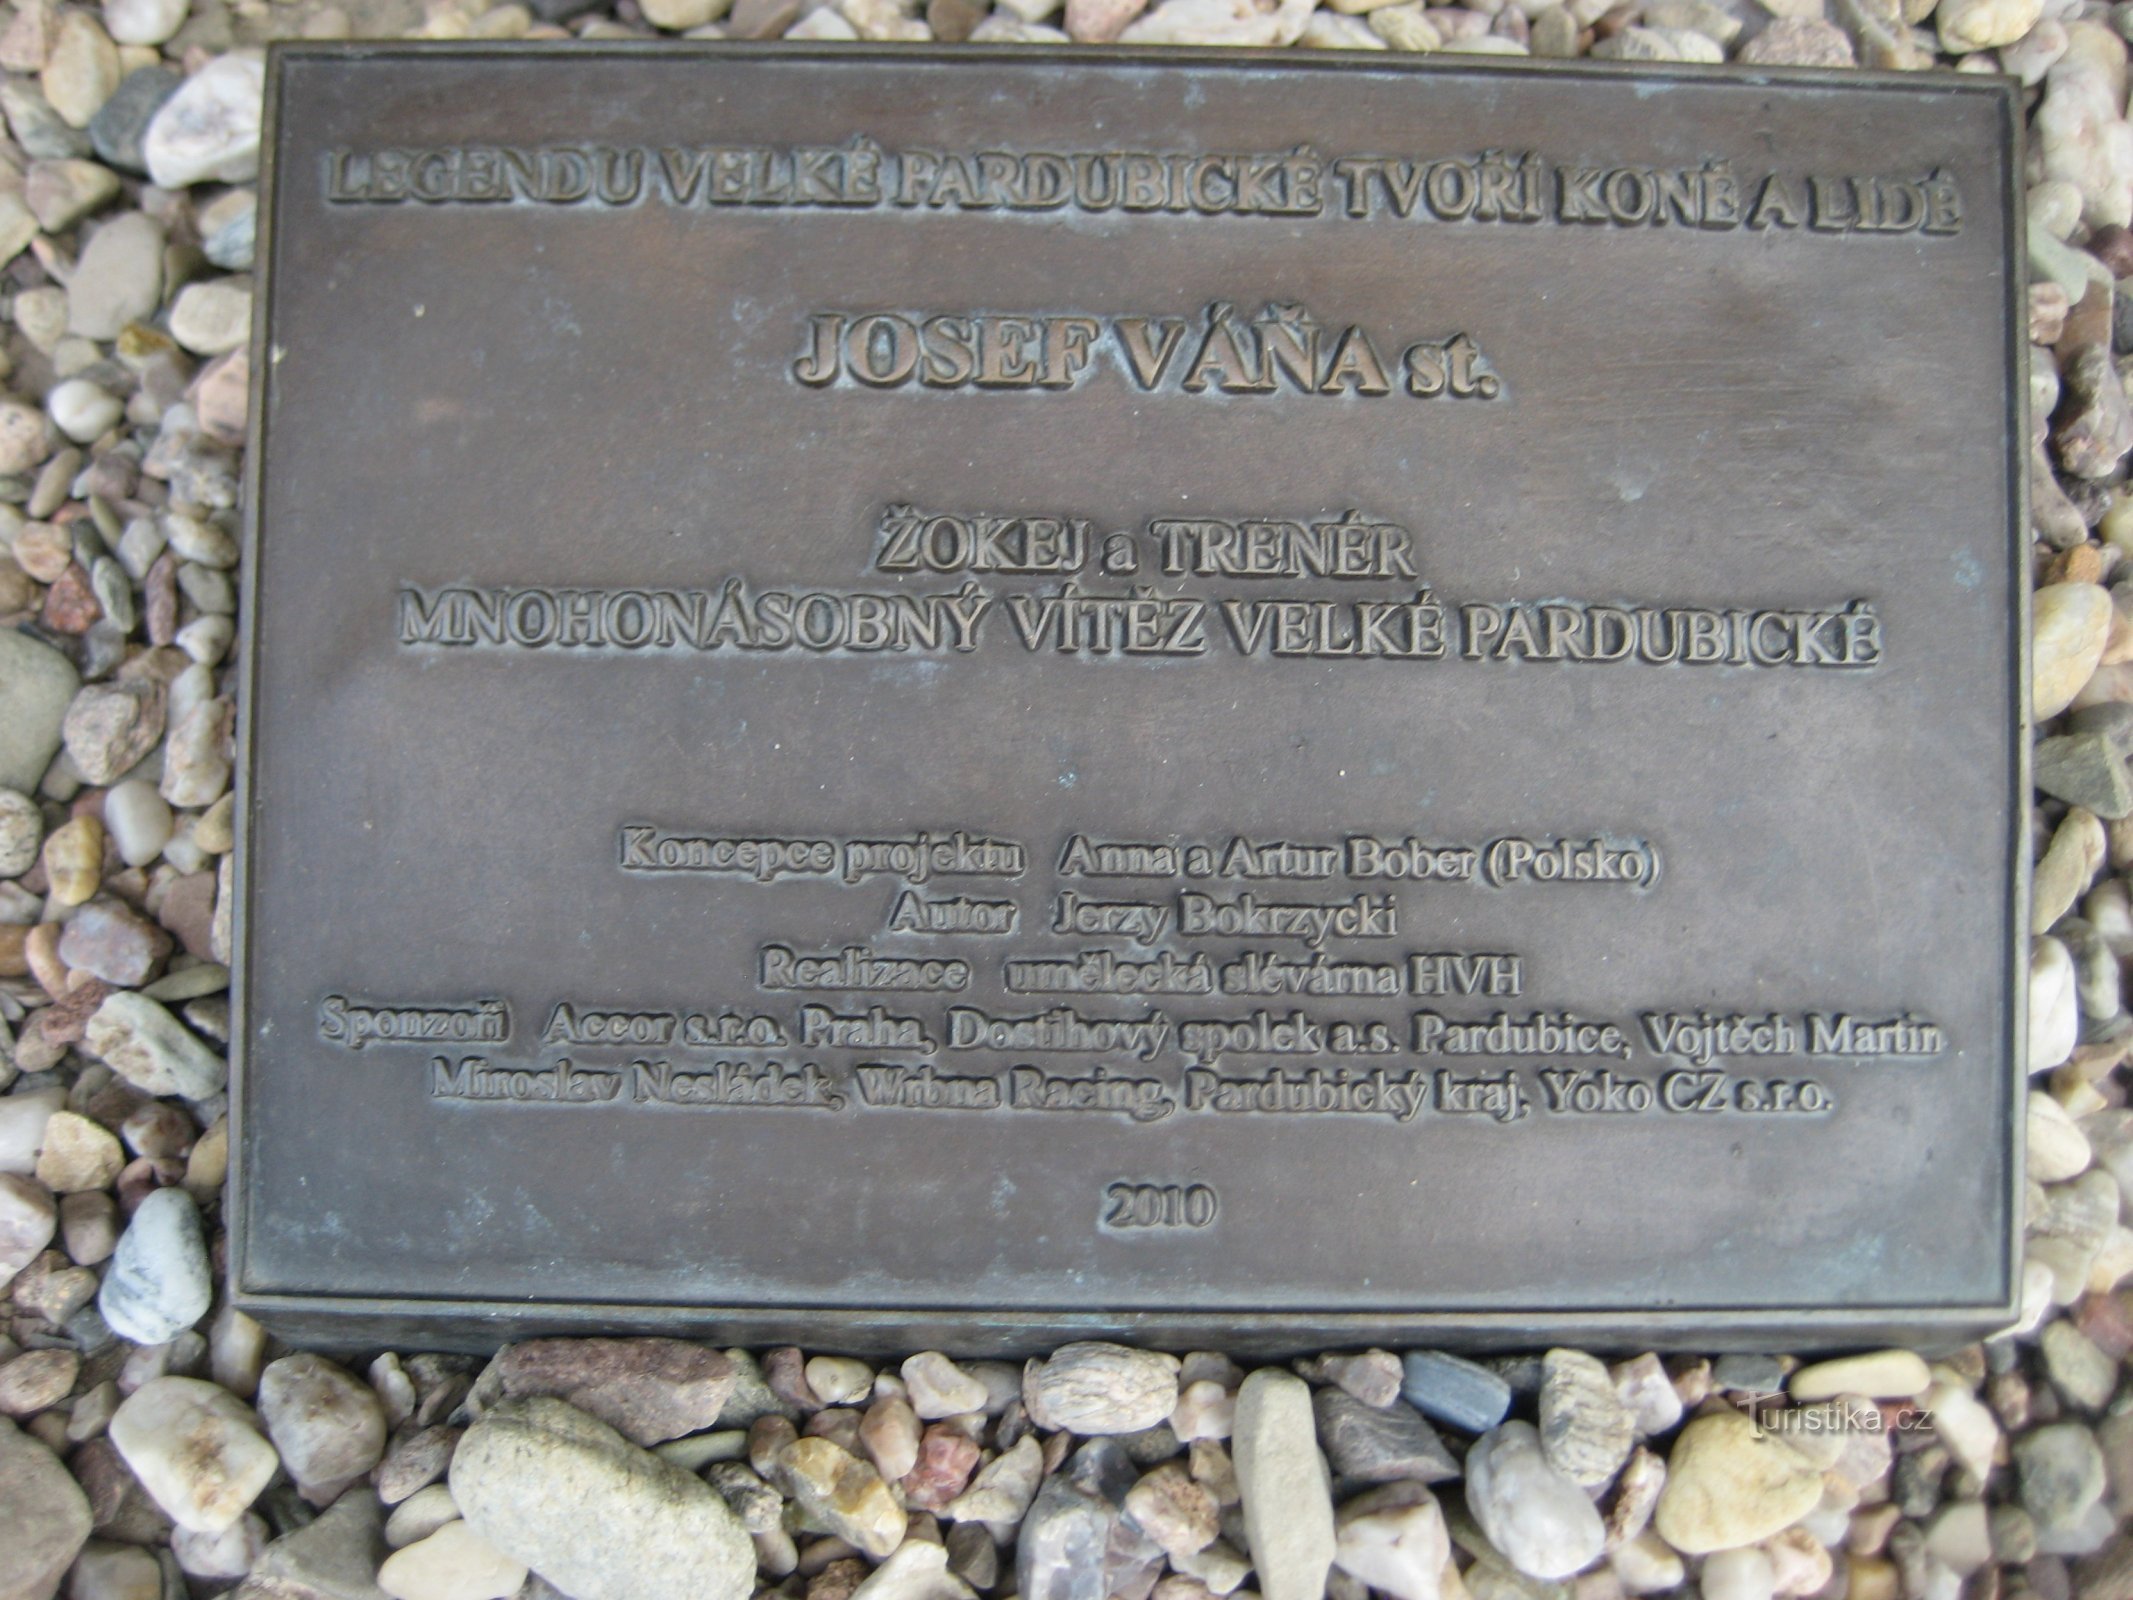 LEGENDU VELKÉ PARDUBICKÉ TVOŘÍ KONĚ A LIDÉ
JOSEF VÁŇA st.
ŽOKEJ a TRENÉR
MNOHONÁSOBNÝ VÍTĚZ VELKÉ PARDUBICKÉ
Koncepce projektu Anna a Artur Bober (Polsko)
Autor Jerzy Bokrzycki
Realizace umělecká slévárna HVH
Sponzoři Accor s.r.o. Praha, Dostihový spolek a.s. Pardubice, Vojtěch Martin
Miroslav Nesládek, Wrbna Racing, Pardubický kraj, Yoko CZ s.r.o.
2010
Turistika.cz